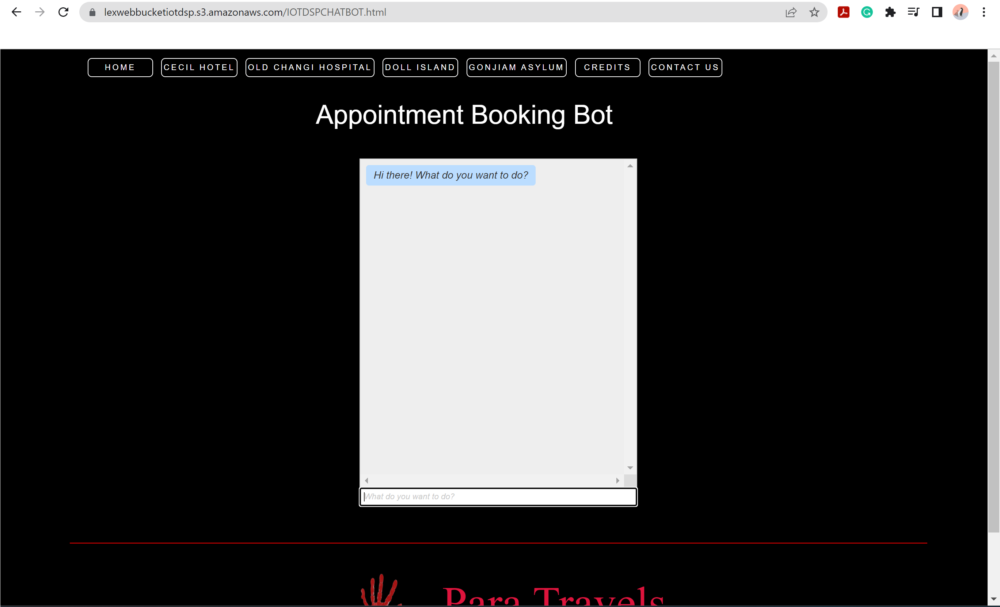 lexwebbucketiotdsp.s3.amazonaws.com/IOTDSPCHATBOT.html
HOME CECIL HOTEL OLD CHANGI HOSPITAL DOLL ISLAND GONJIAM ASYLUM CREDITS CONTACT US
Appointment Booking Bot
Hi there! What do you want to do?
What do you want to do?
Para Travels